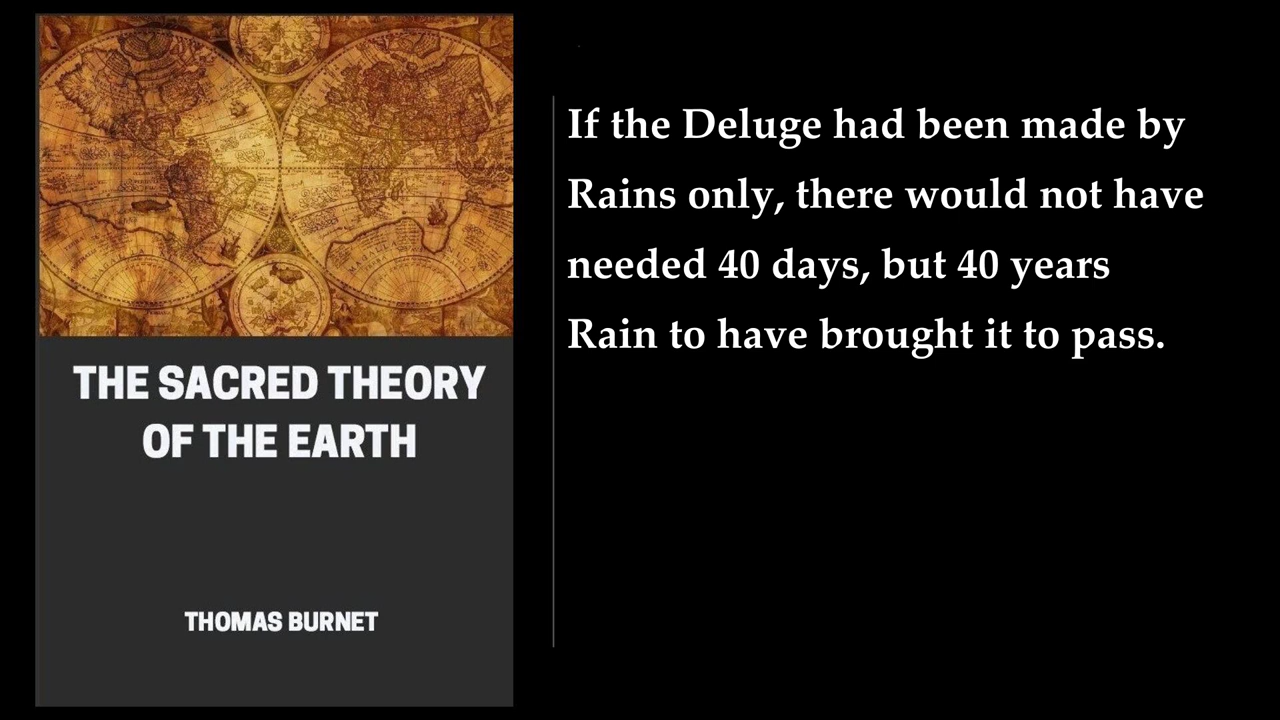 THE SACRED THEORY
OF THE EARTH
THOMAS BURNET
If the Deluge had been made by
Rains only, there would not have
needed 40 days, but 40 years
Rain to have brought it to pass.